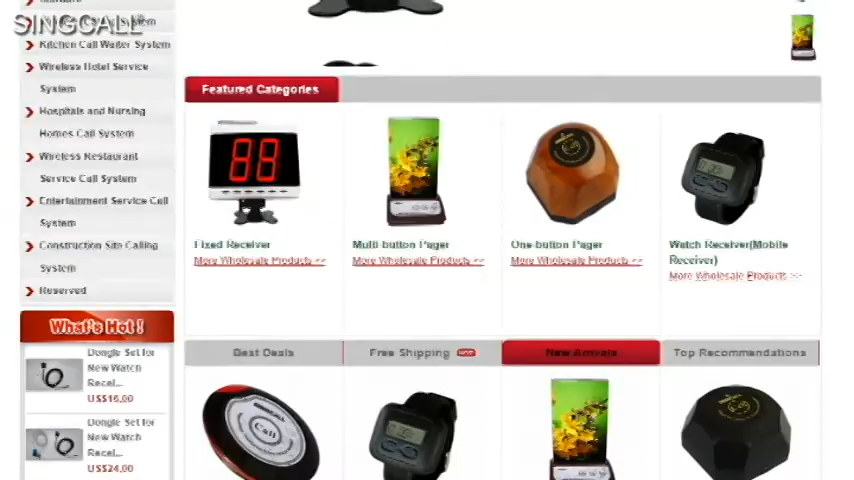 SINGCALL
Kitchen Call Waiter System
Wireless Hotel Service
System
Hospitals and Nursing
Homes Call System
Wireless Restaurant
Service Call System
Entertainment Service Call
System
Construction Site Calling
System
Reserved
What's Hot !
Dongle Set for
New Watch
Recei...
US$16.00
Dongle Set for
New Watch
Recei...
US$24.00
Featured Categories
88
Fixed Receiver
More Wholesale Products <<
Multi-button Pager
More Wholesale Products <<
One-button Pager
More Wholesale Products <<
Watch Receiver(Mobile
Receiver)
More Wholesale Products >>
Best Deals
Free Shipping HOT
New Arrivals
Top Recommendations
Call